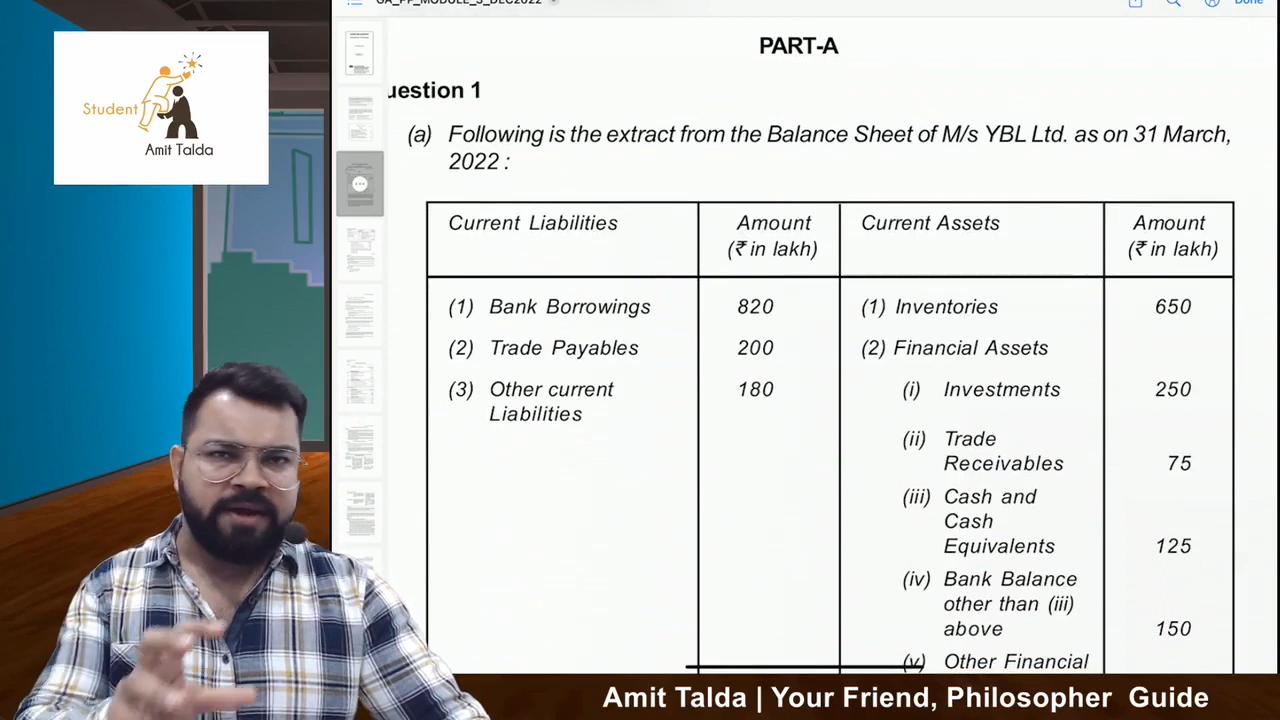 GA_PP_MODULE_3_DEC2022
Done
PART-A
uestion 1
(a) Following is the extract from the Balance Sheet of M/s YBL Ltd. as on 31 March,
2022 :
Current Liabilities Amount Current Assets Amount
(₹ in lakh) (₹ in lakh)
(1) Bank Borrowings 820 (1) Inventories 650
(2) Trade Payables 200 (2) Financial Assets
(3) Other current 180 (i) Investments 250
Liabilities
(ii) Trade
Receivables 75
(iii) Cash and
Cash
Equivalents 125
(iv) Bank Balance
other than (iii)
above 150
(v) Other Financial
Student
Amit Talda
Amit Talda | Your Friend, Philosopher Guide